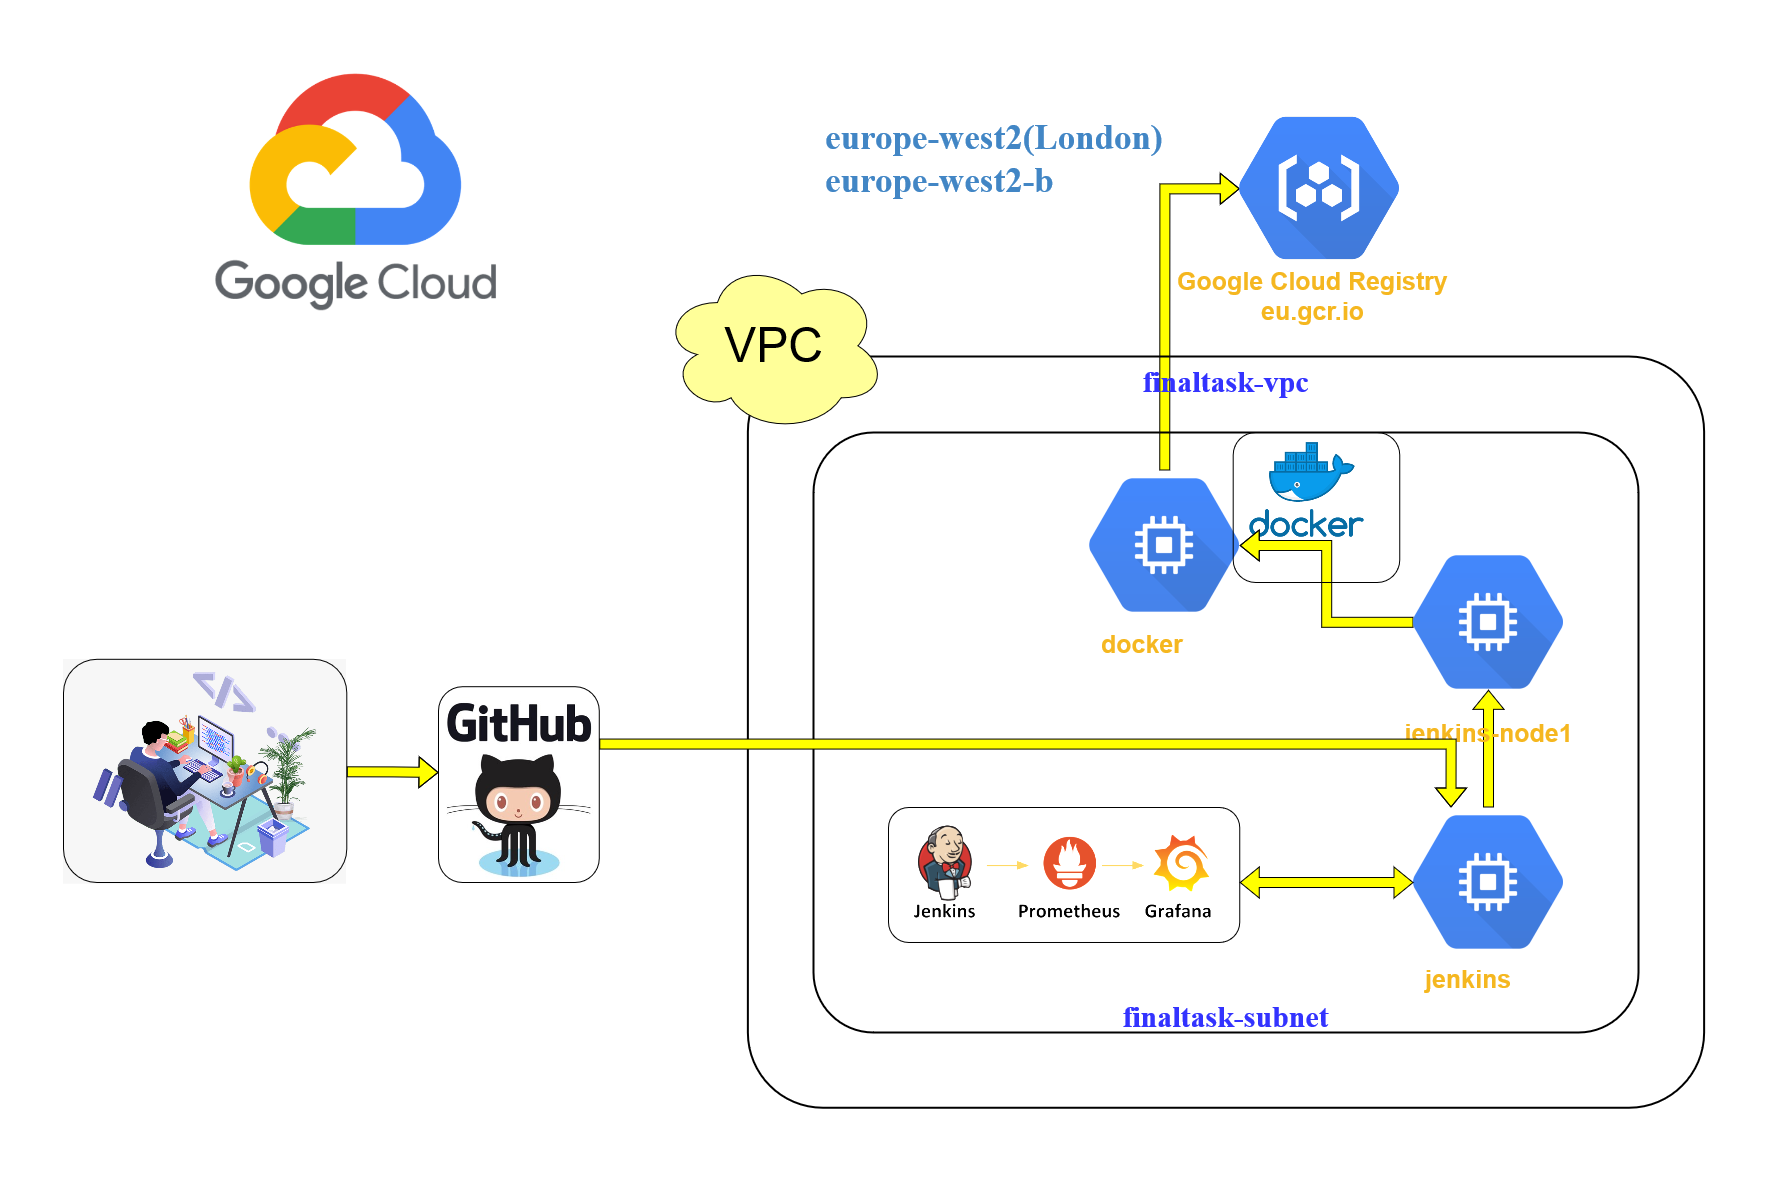 Google Cloud
europe-west2(London)
europe-west2-b
Google Cloud Registry
eu.gcr.io
VPC
finaltask-vpc
docker
docker
jenkins-node1
</>
//
GitHub
Jenkins
Prometheus
Grafana
jenkins
finaltask-subnet